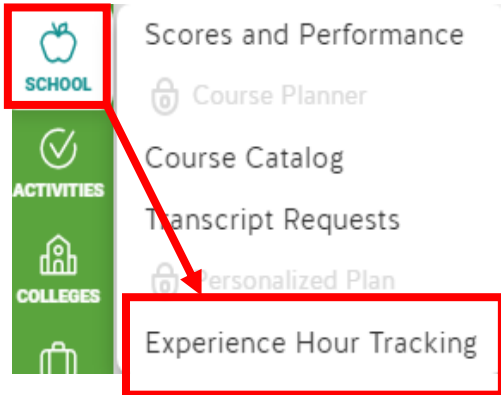 SCHOOL
ACTIVITIES
COLLEGES
Scores and Performance
Course Planner
Course Catalog
Transcript Requests
Personalized Plan
Experience Hour Tracking